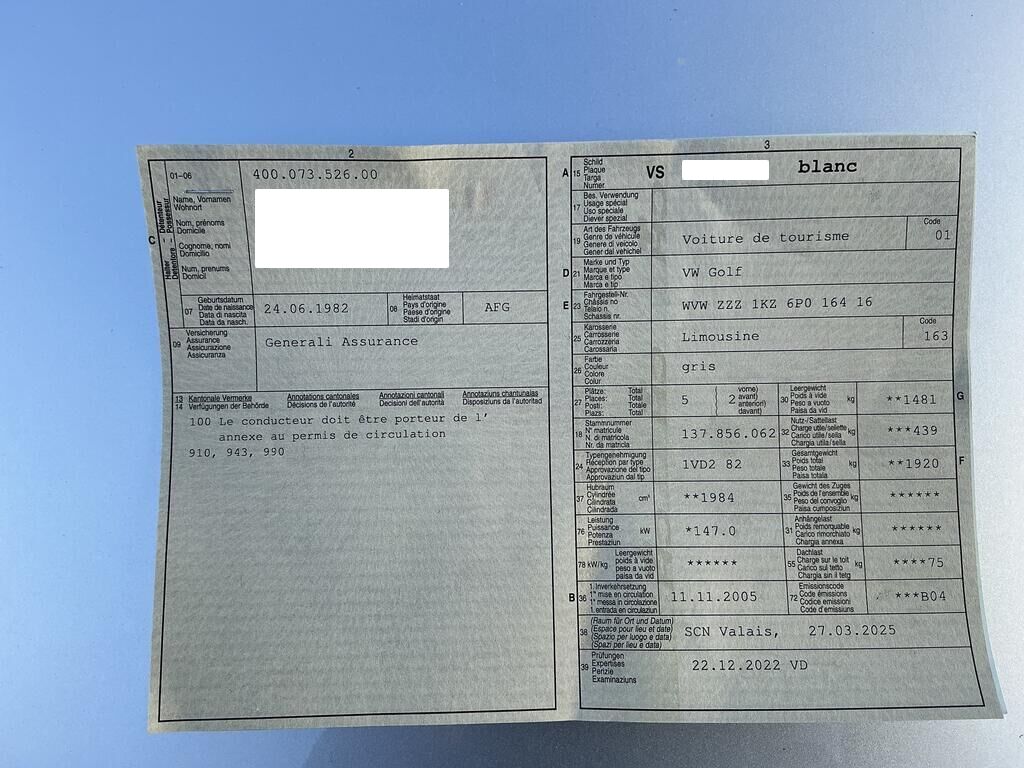 2
01-06
400.073.526.00
C
Halter - Détenteur
Detentore - Possessur
Name, Vornamen
Wohnort
Nom, prénoms
Domicile
Cognome, nomi
Domicilio
Num, prenums
Domicil
07
Geburtsdatum
Date de naissance
Data di nascita
Data da nasch.
24.06.1982
08
Heimatstaat
Pays d'origine
Paese d'origine
Stadi d'origin
AFG
09
Versicherung
Assurance
Assicurazione
Assicuranza
Generali Assurance
13 Kantonale Vermerke Annotations cantonales Annotazioni cantonali Annotaziuns chantunalas
14 Verfügungen der Behörde Décisions de l'autorité Decisioni dell'autorità Disposiziuns da l'autoritad
100 Le conducteur doit être porteur de l'
annexe au permis de circulation
910, 943, 990
3
A 15
Schild
Plaque
Targa
Numer
VS blanc
17
Bes. Verwendung
Usage spécial
Uso speciale
Diever spezial
19
Art des Fahrzeugs
Genre de véhicule
Genere di veicolo
Gener dal vehichel
Voiture de tourisme
Code
01
D 21
Marke und Typ
Marque et type
Marca e tipo
Marca e tip
VW Golf
E 23
Fahrgestell-Nr.
Châssis no
Telaio n.
Schassis nr.
WVW ZZZ 1KZ 6P0 164 16
25
Karosserie
Carrosserie
Carrozzeria
Carossaria
Limousine
Code
163
26
Farbe
Couleur
Colore
Colur
gris
27
Plätze: Total
Places: Total
Posti: Totale
Plazs: Total
5 ( 2
vorne)
avant)
anteriori)
avant)
30
Leergewicht
Poids à vide
Peso a vuoto
Paisa da vid
kg
**1481
G
18
Stammnummer
N° matricule
N. di matricola
Nr. da matricla
137.856.062
32
Nutz-/Sattellast
Charge utile/sellette
Carico utile/sella
Chargia utila/sella
kg
***439
24
Typengenehmigung
Réception par type
Approvazione del tipo
Approvaziun dal tip
1VD2 82
33
Gesamtgewicht
Poids total
Peso totale
Paisa totala
kg
**1920
F
37
Hubraum
Cylindrée
Cilindrata
Cilindrada
cm³
**1984
35
Gewicht des Zuges
Poids de l'ensemble
Peso del convoglio
Paisa cumposiziun
kg
******
76
Leistung
Puissance
Potenza
Prestaziun
kW
*147.0
31
Anhängelast
Poids remorquable
Carico rimorchiato
Chargia annexa
kg
******
78 kW/kg
Leergewicht
poids à vide
peso a vuoto
paisa da vid
******
55
Dachlast
Charge sur le toit
Carico sul tetto
Chargia sin il tetg
kg
****75
B 36
1. Inverkehrsetzung
1re mise en circulation
1a messa in circolazione
1. entrada en circulaziun
11.11.2005
72
Emissionscode
Code émissions
Codice emissioni
Code d'emissiuns
***B04
38
(Raum für Ort und Datum)
(Espace pour lieu et date)
(Spazio per luogo e data)
(Spazi per lieu e data)
SCN Valais, 27.03.2025
39
Prüfungen
Expertises
Perizie
Examinaziuns
22.12.2022 VD